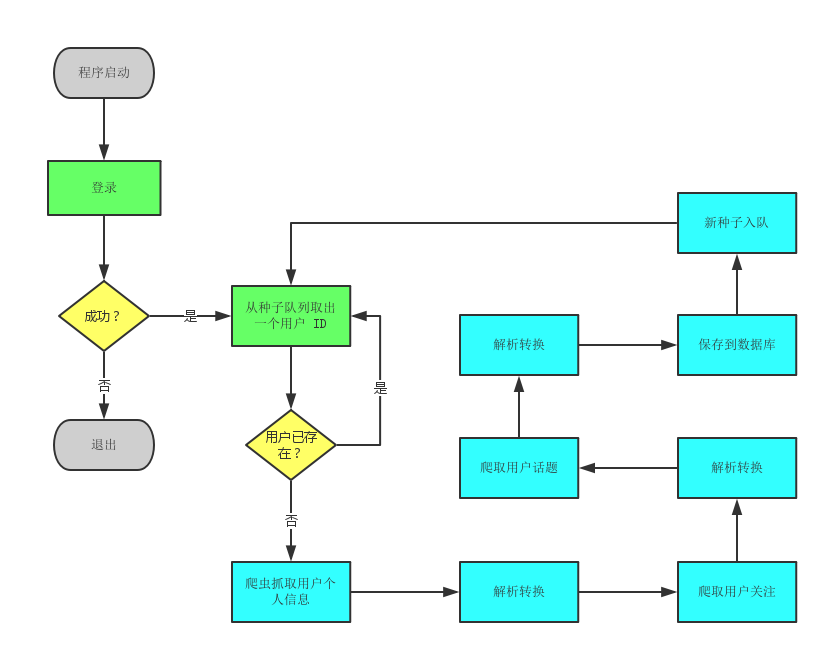 程序启动
登录
成功？
是
否
退出
从种子队列取出
一个用户 ID
是
用户已存
在？
否
爬虫抓取用户个
人信息
解析转换
爬取用户关注
解析转换
爬取用户话题
解析转换
保存到数据库
新种子入队